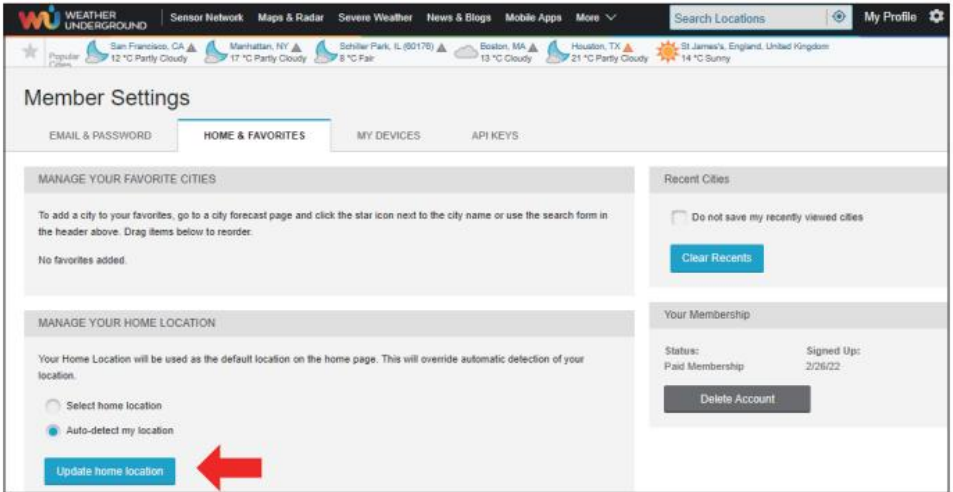 WEATHER UNDERGROUND
Sensor Network Maps & Radar Severe Weather News & Blogs Mobile Apps More Search Locations My Profile
Popular Cities
San Francisco, CA
12 °C Partly Cloudy
Manhattan, NY
17 °C Partly Cloudy
Schiller Park, IL (60176)
8 °C Fair
Boston, MA
13 °C Cloudy
Houston, TX
21 °C Partly Cloudy
St James's, England, United Kingdom
14 °C Sunny
Member Settings
EMAIL & PASSWORD HOME & FAVORITES MY DEVICES API KEYS
MANAGE YOUR FAVORITE CITIES
To add a city to your favorites, go to a city forecast page and click the star icon next to the city name or use the search form in
the header above. Drag items below to reorder.
No favorites added.
MANAGE YOUR HOME LOCATION
Your Home Location will be used as the default location on the home page. This will override automatic detection of your
location.
Select home location
Auto-detect my location
Update home location
Recent Cities
Do not save my recently viewed cities
Clear Recents
Your Membership
Status: Signed Up:
Paid Membership 2/26/22
Delete Account